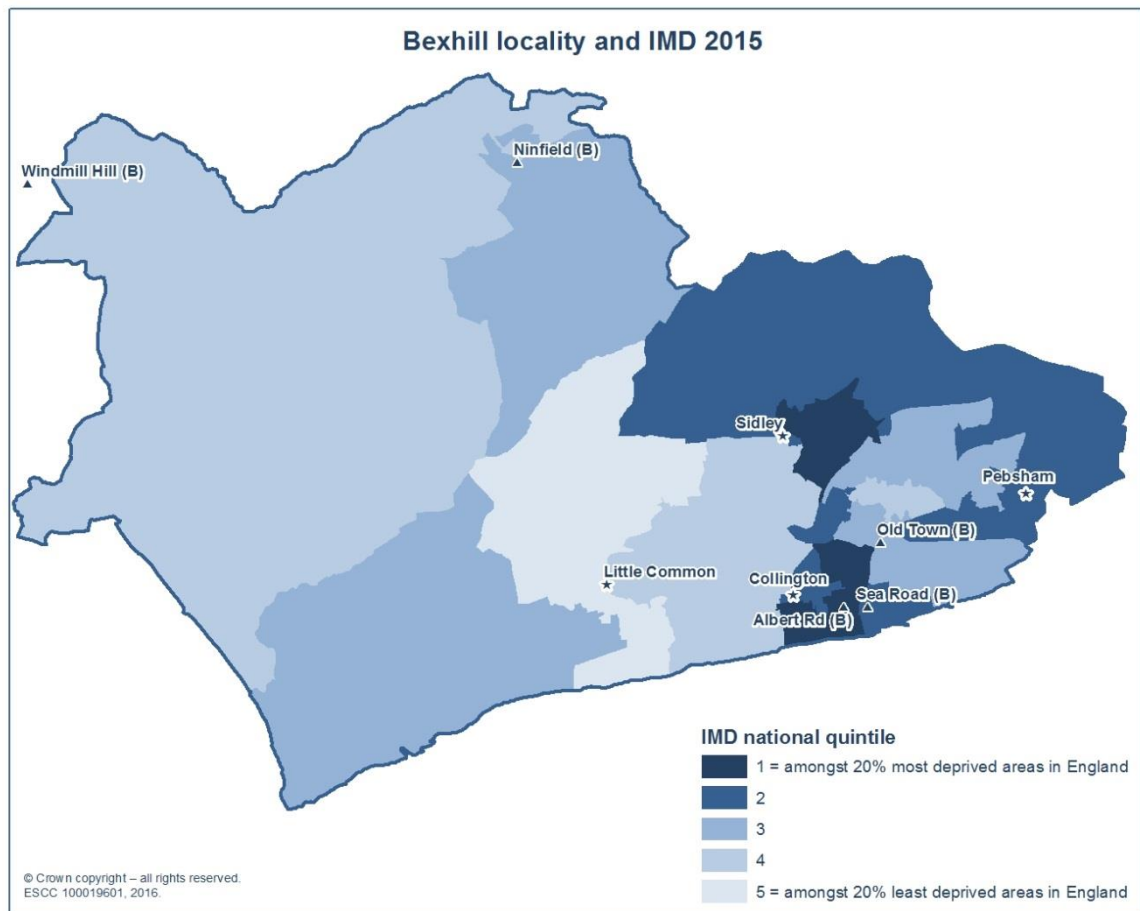 Bexhill locality and IMD 2015
Windmill Hill (B)
Ninfield (B)
Sidley
Pebsham
Old Town (B)
Little Common
Collington
Sea Road (B)
Albert Rd (B)
IMD national quintile
1 = amongst 20% most deprived areas in England
2
3
4
5 = amongst 20% least deprived areas in England
© Crown copyright – all rights reserved.
ESCC 100019601, 2016.